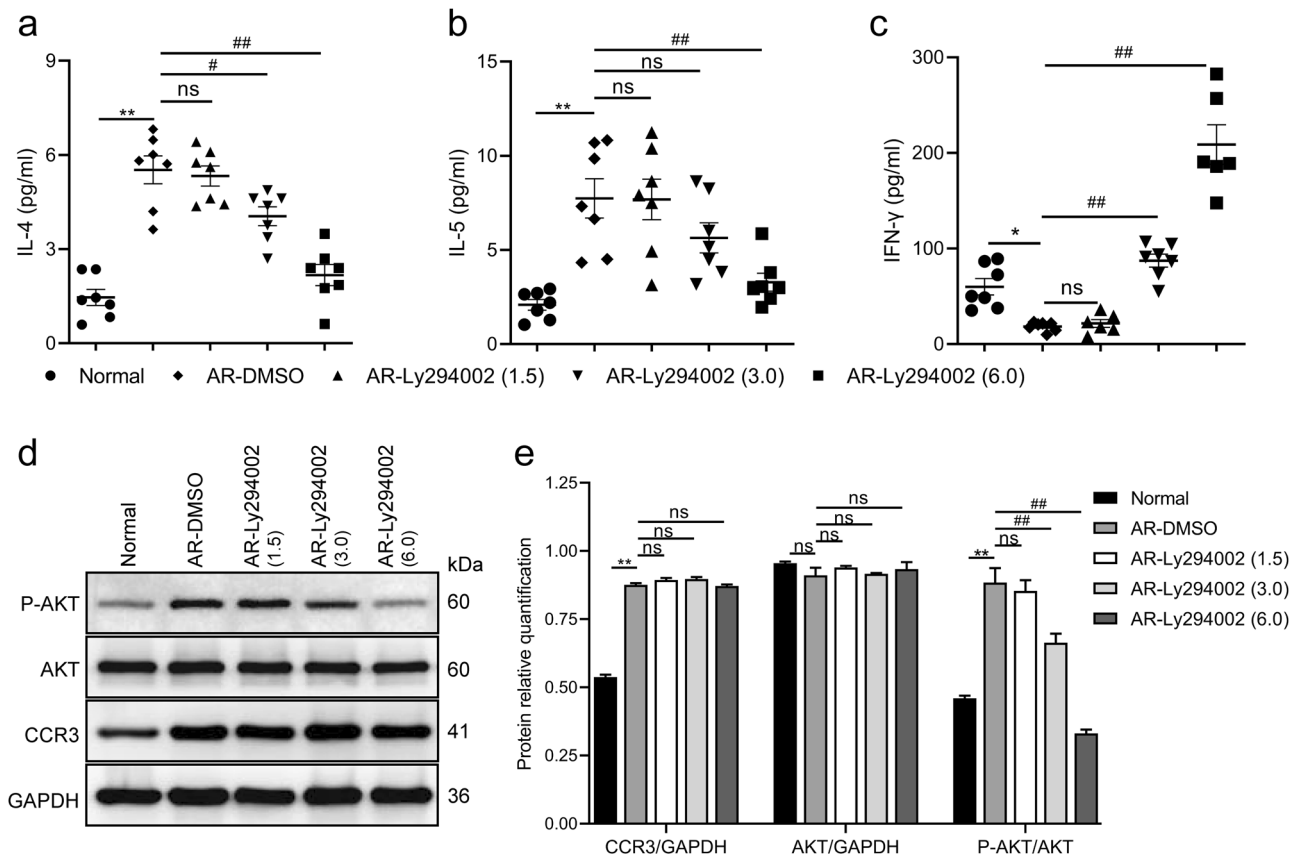 a
IL-4 (pg/ml)
9
6
3
0
**
ns
#
##
b
IL-5 (pg/ml)
15
10
5
0
**
ns
ns
##
c
IFN-γ (pg/ml)
300
200
100
0
*
ns
##
##
Normal AR-DMSO AR-Ly294002 (1.5) AR-Ly294002 (3.0) AR-Ly294002 (6.0)
d
Normal
AR-DMSO
AR-Ly294002
(1.5)
AR-Ly294002
(3.0)
AR-Ly294002
(6.0)
kDa
P-AKT 60
AKT 60
CCR3 41
GAPDH 36
e
Protein relative quantification
1.25
1.00
0.75
0.50
0.25
0.00
**
ns
ns
ns
ns
ns
ns
ns
**
ns
##
##
CCR3/GAPDH AKT/GAPDH P-AKT/AKT
Normal
AR-DMSO
AR-Ly294002 (1.5)
AR-Ly294002 (3.0)
AR-Ly294002 (6.0)